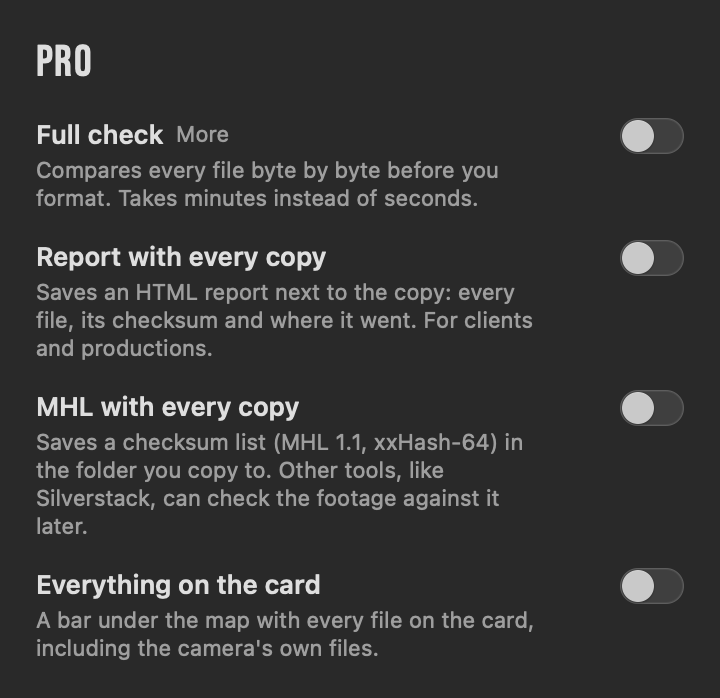 PRO
Full check More
Compares every file byte by byte before you
format. Takes minutes instead of seconds.
Report with every copy
Saves an HTML report next to the copy: every
file, its checksum and where it went. For clients
and productions.
MHL with every copy
Saves a checksum list (MHL 1.1, xxHash-64) in
the folder you copy to. Other tools, like
Silverstack, can check the footage against it
later.
Everything on the card
A bar under the map with every file on the card,
including the camera's own files.